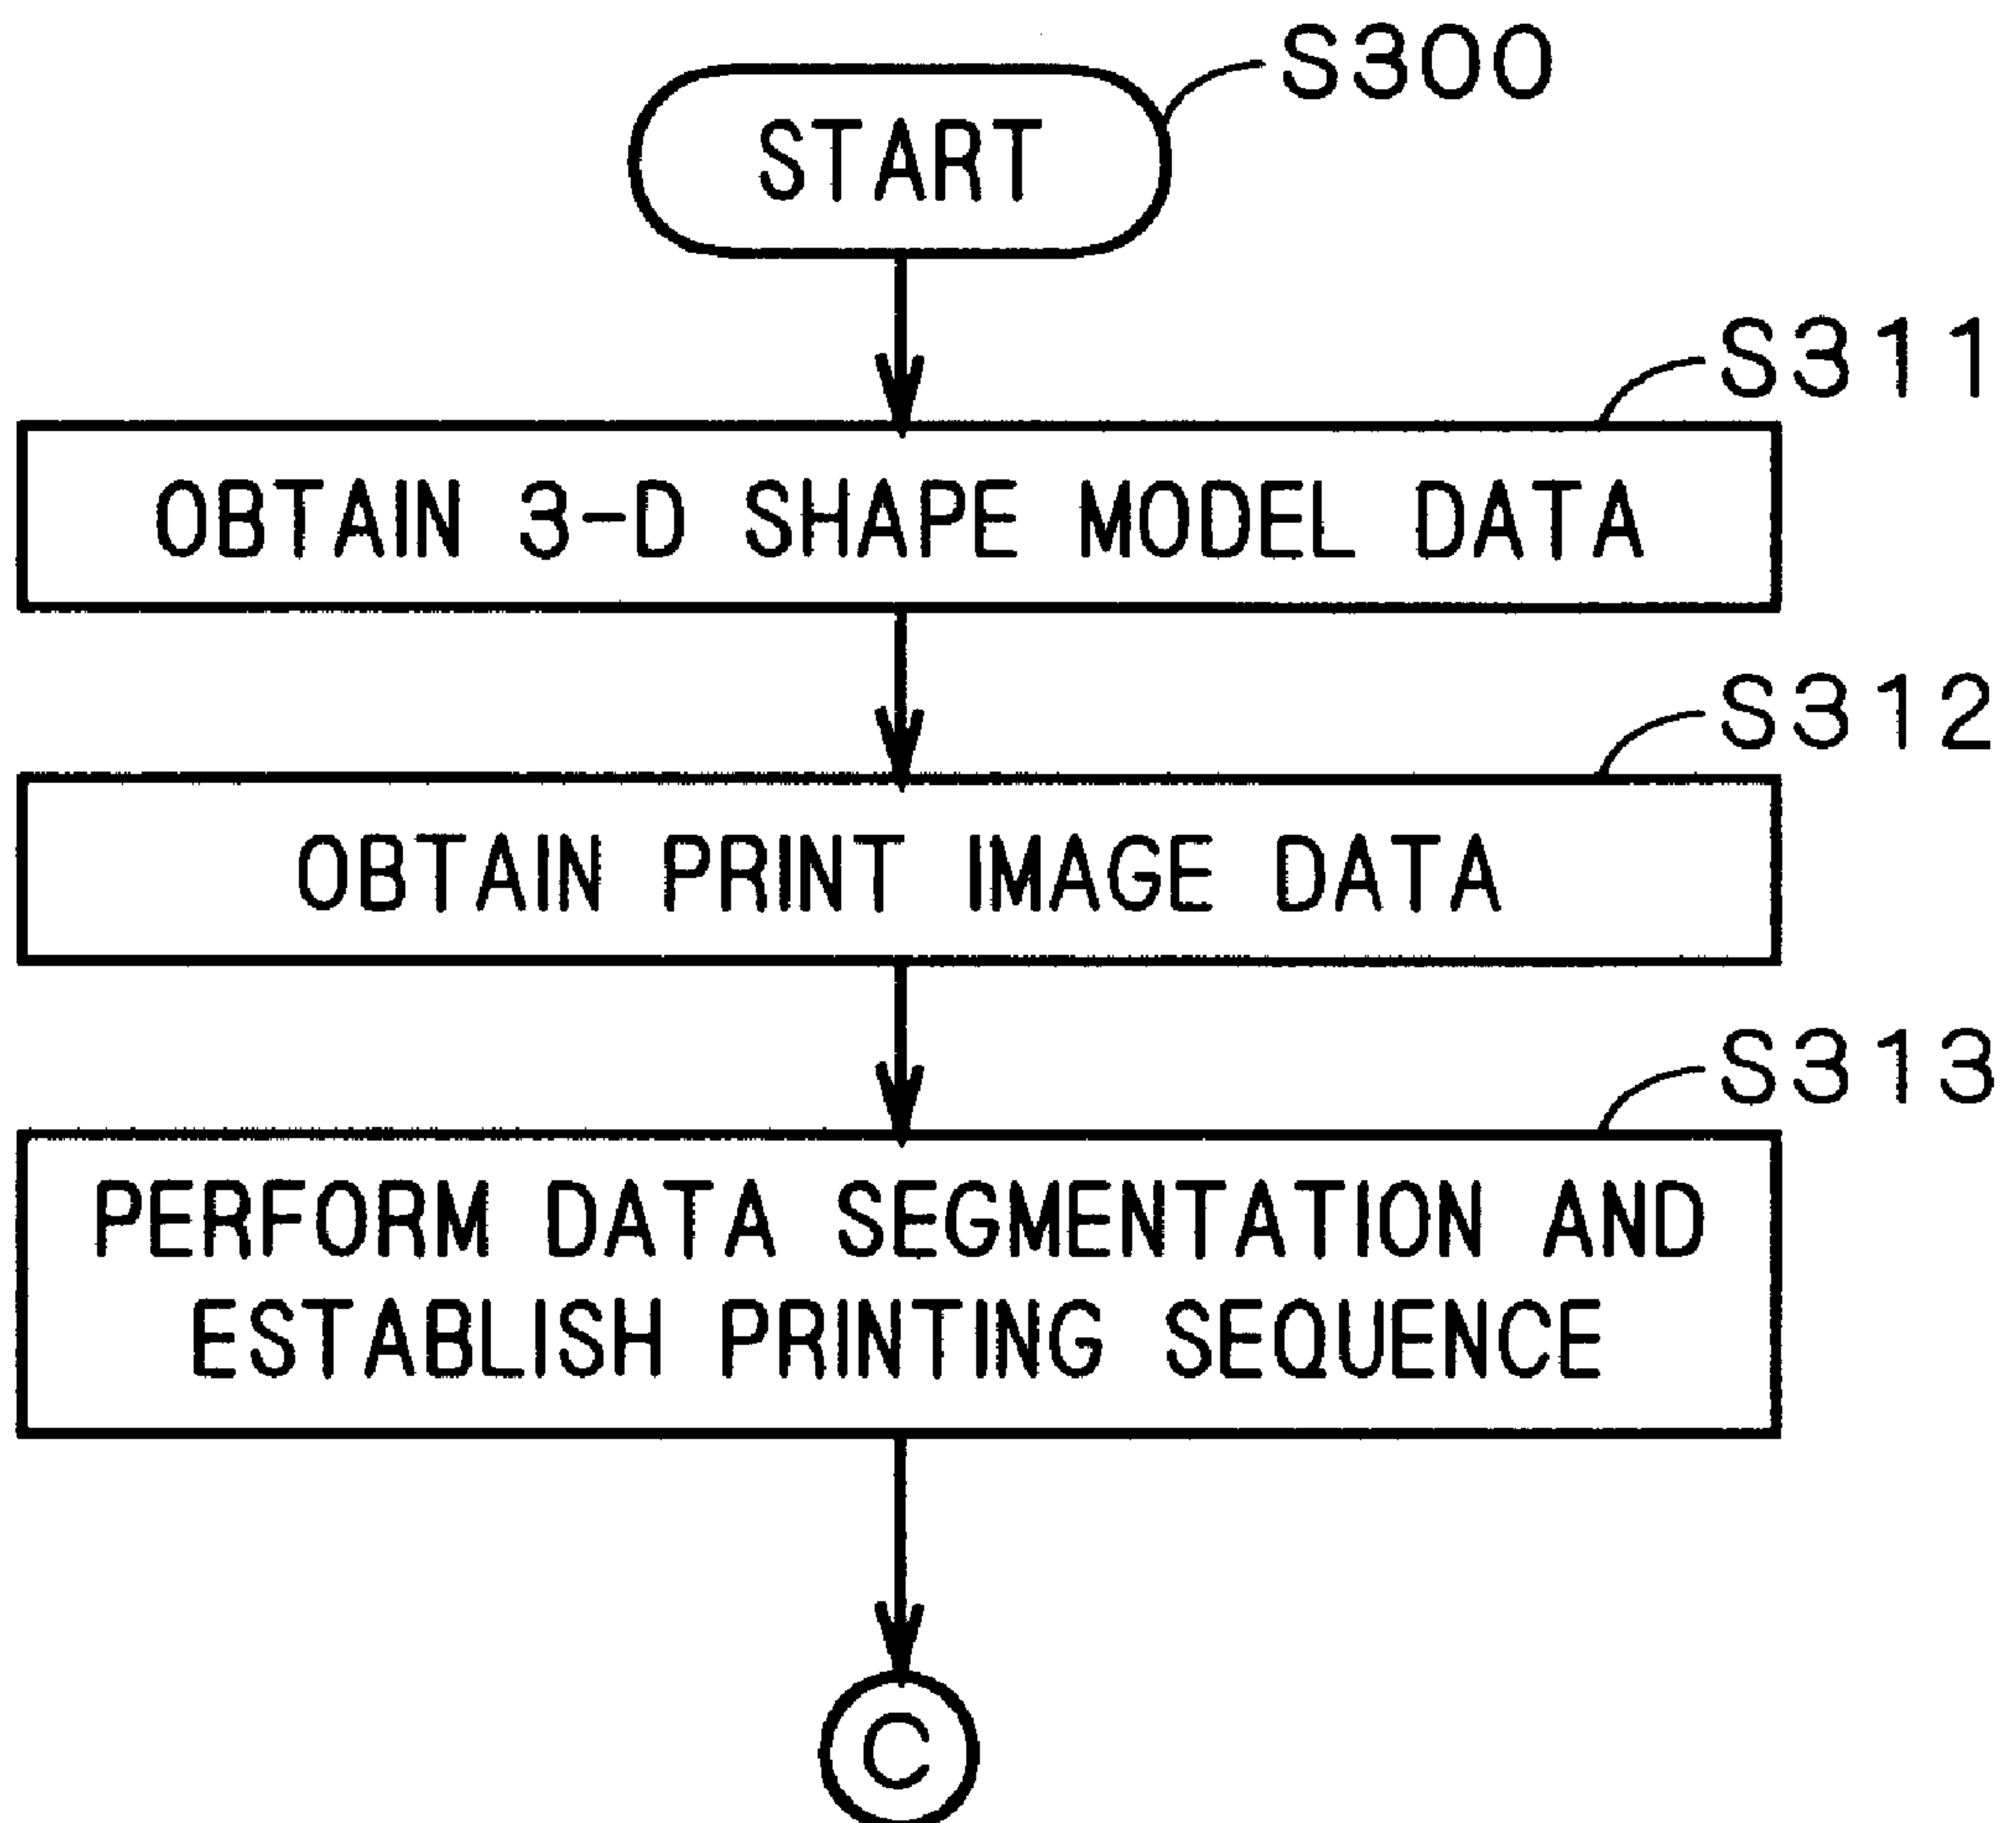 S300
START
S311
OBTAIN 3-D SHAPE MODEL DATA
S312
OBTAIN PRINT IMAGE DATA
S313
PERFORM DATA SEGMENTATION AND
ESTABLISH PRINTING SEQUENCE
C